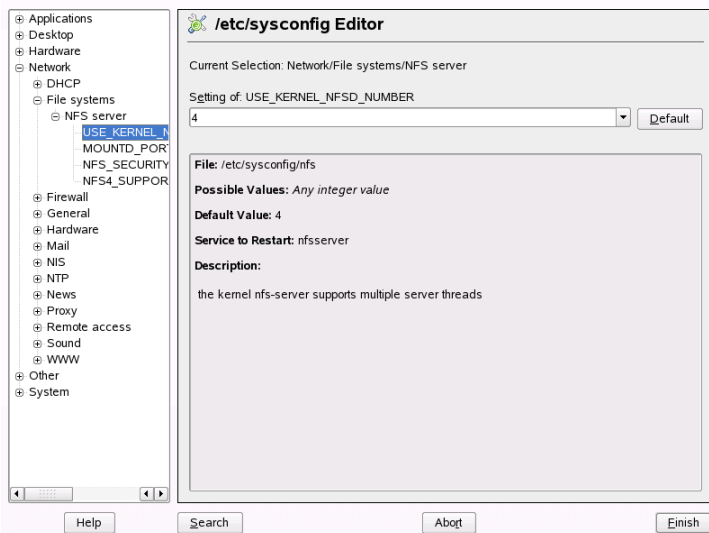 Applications
Desktop
Hardware
Network
DHCP
File systems
NFS server
USE_KERNEL_N
MOUNTD_POR
NFS_SECURITY
NFS4_SUPPOR
Firewall
General
Hardware
Mail
NIS
NTP
News
Proxy
Remote access
Sound
WWW
Other
System
/etc/sysconfig Editor
Current Selection: Network/File systems/NFS server
Setting of: USE_KERNEL_NFSD_NUMBER
4
Default
File: /etc/sysconfig/nfs
Possible Values: Any integer value
Default Value: 4
Service to Restart: nfsserver
Description:
the kernel nfs-server supports multiple server threads
Help
Search
Abort
Finish